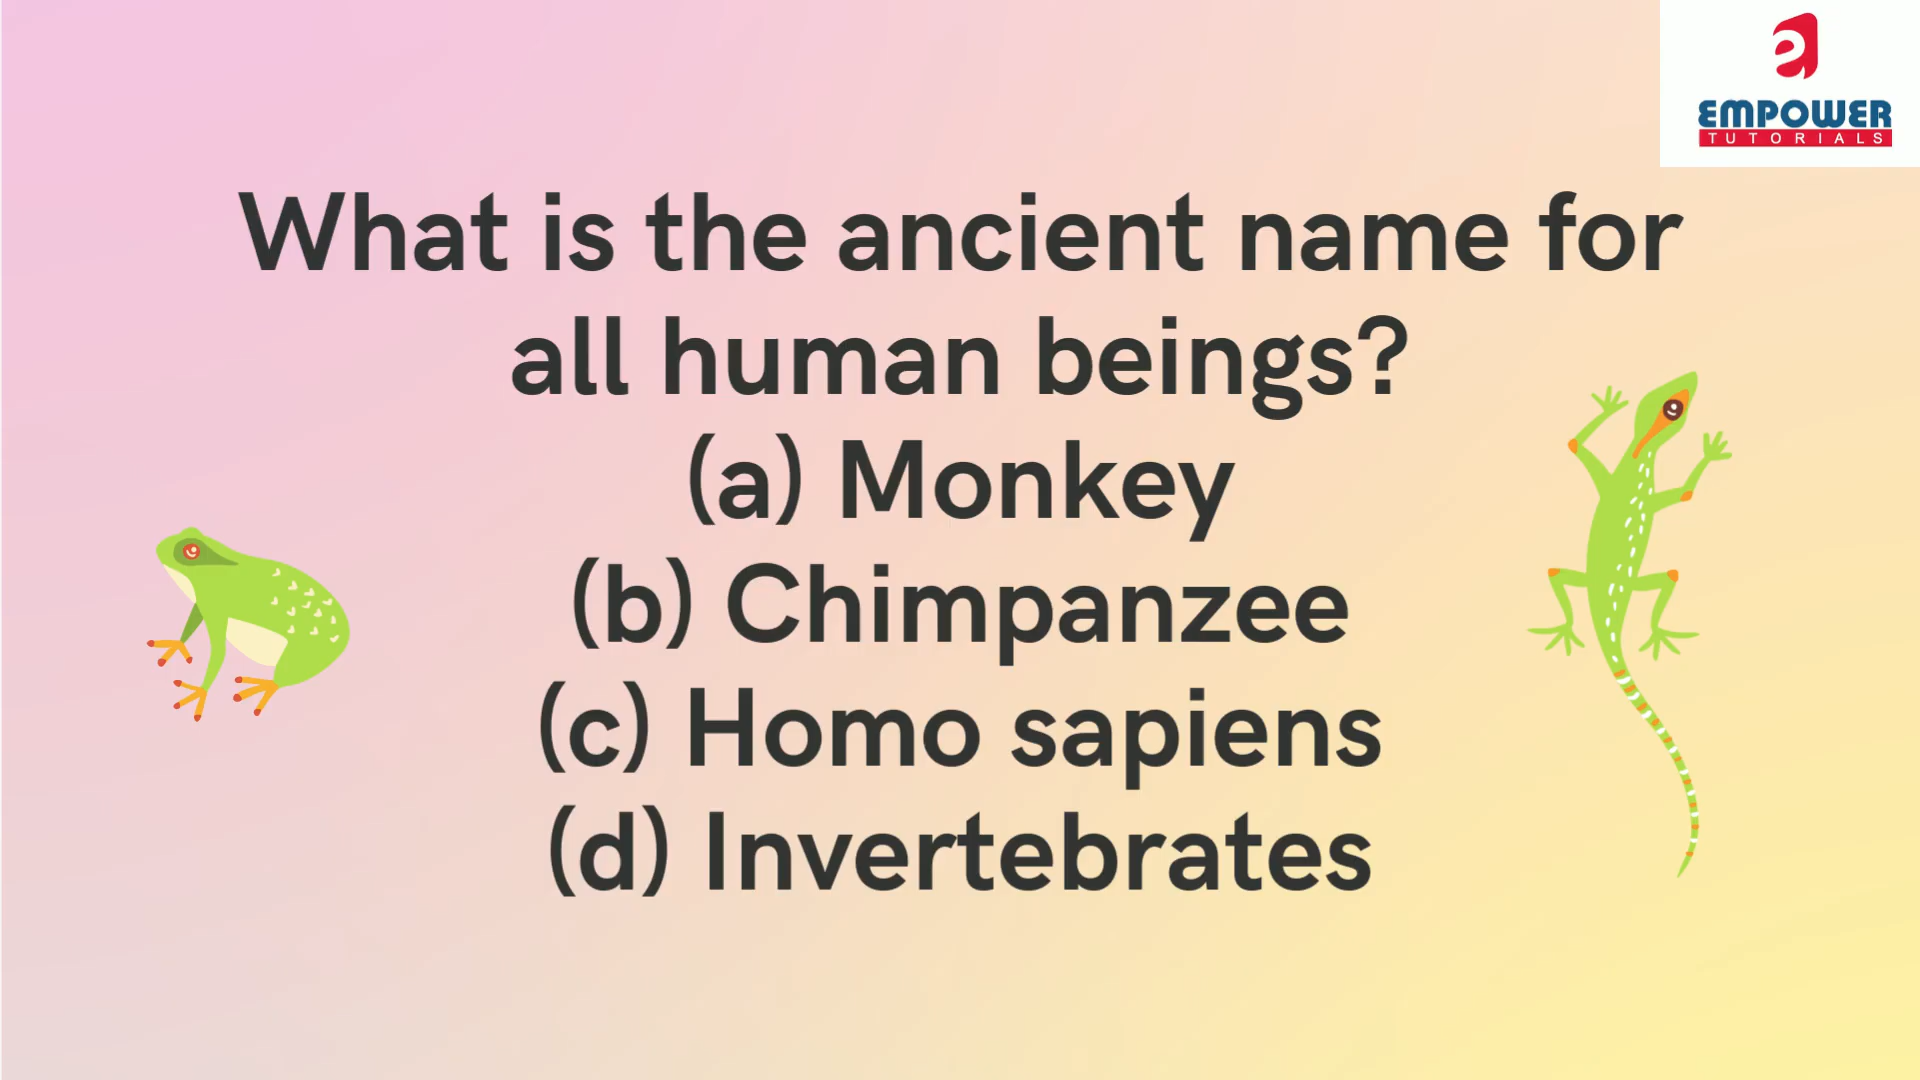 EMPOWER
TUTORIALS
What is the ancient name for
all human beings?
(a) Monkey
(b) Chimpanzee
(c) Homo sapiens
(d) Invertebrates